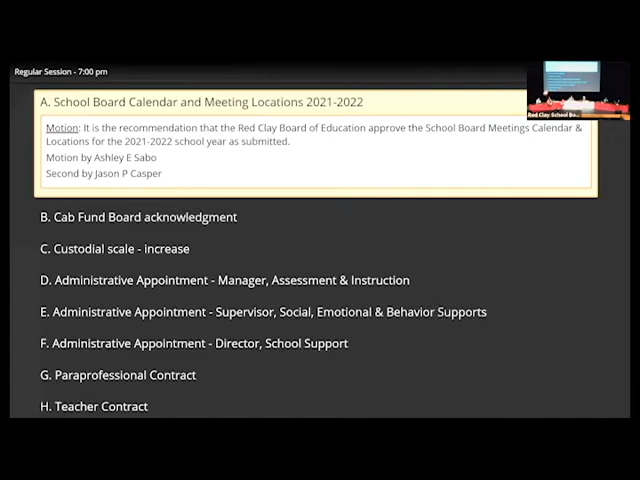 Regular Session - 7:00 pm
A. School Board Calendar and Meeting Locations 2021-2022
Motion: It is the recommendation that the Red Clay Board of Education approve the School Board Meetings Calendar &
Locations for the 2021-2022 school year as submitted.
Motion by Ashley E Sabo
Second by Jason P Casper
Red Clay School Bo...
B. Cab Fund Board acknowledgment
C. Custodial scale - increase
D. Administrative Appointment - Manager, Assessment & Instruction
E. Administrative Appointment - Supervisor, Social, Emotional & Behavior Supports
F. Administrative Appointment - Director, School Support
G. Paraprofessional Contract
H. Teacher Contract